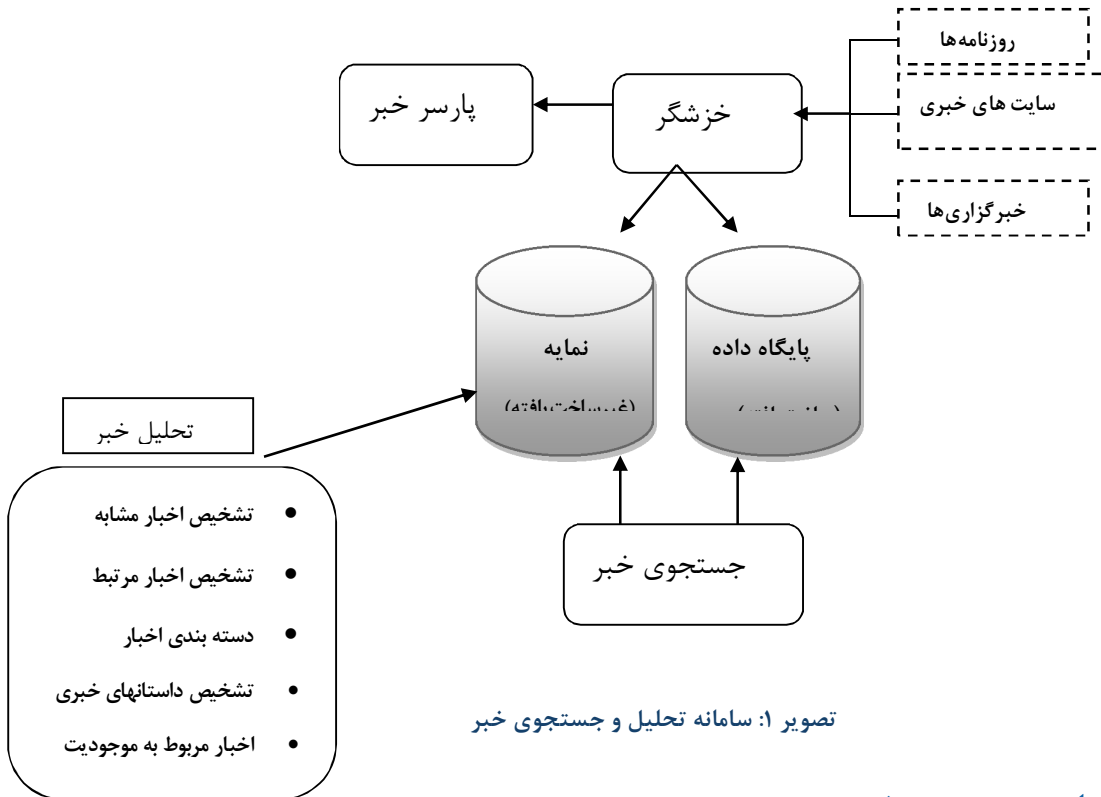 روزنامه‌ها
سایت های خبری
خبرگزاری‌ها
خزشگر
پارسر خبر
پایگاه داده
نمایه
(غیرساخت‌یافته)
تحلیل خبر
تشخیص اخبار مشابه
تشخیص اخبار مرتبط
دسته بندی اخبار
تشخیص داستانهای خبری
اخبار مربوط به موجودیت
جستجوی خبر
تصویر ۱: سامانه تحلیل و جستجوی خبر